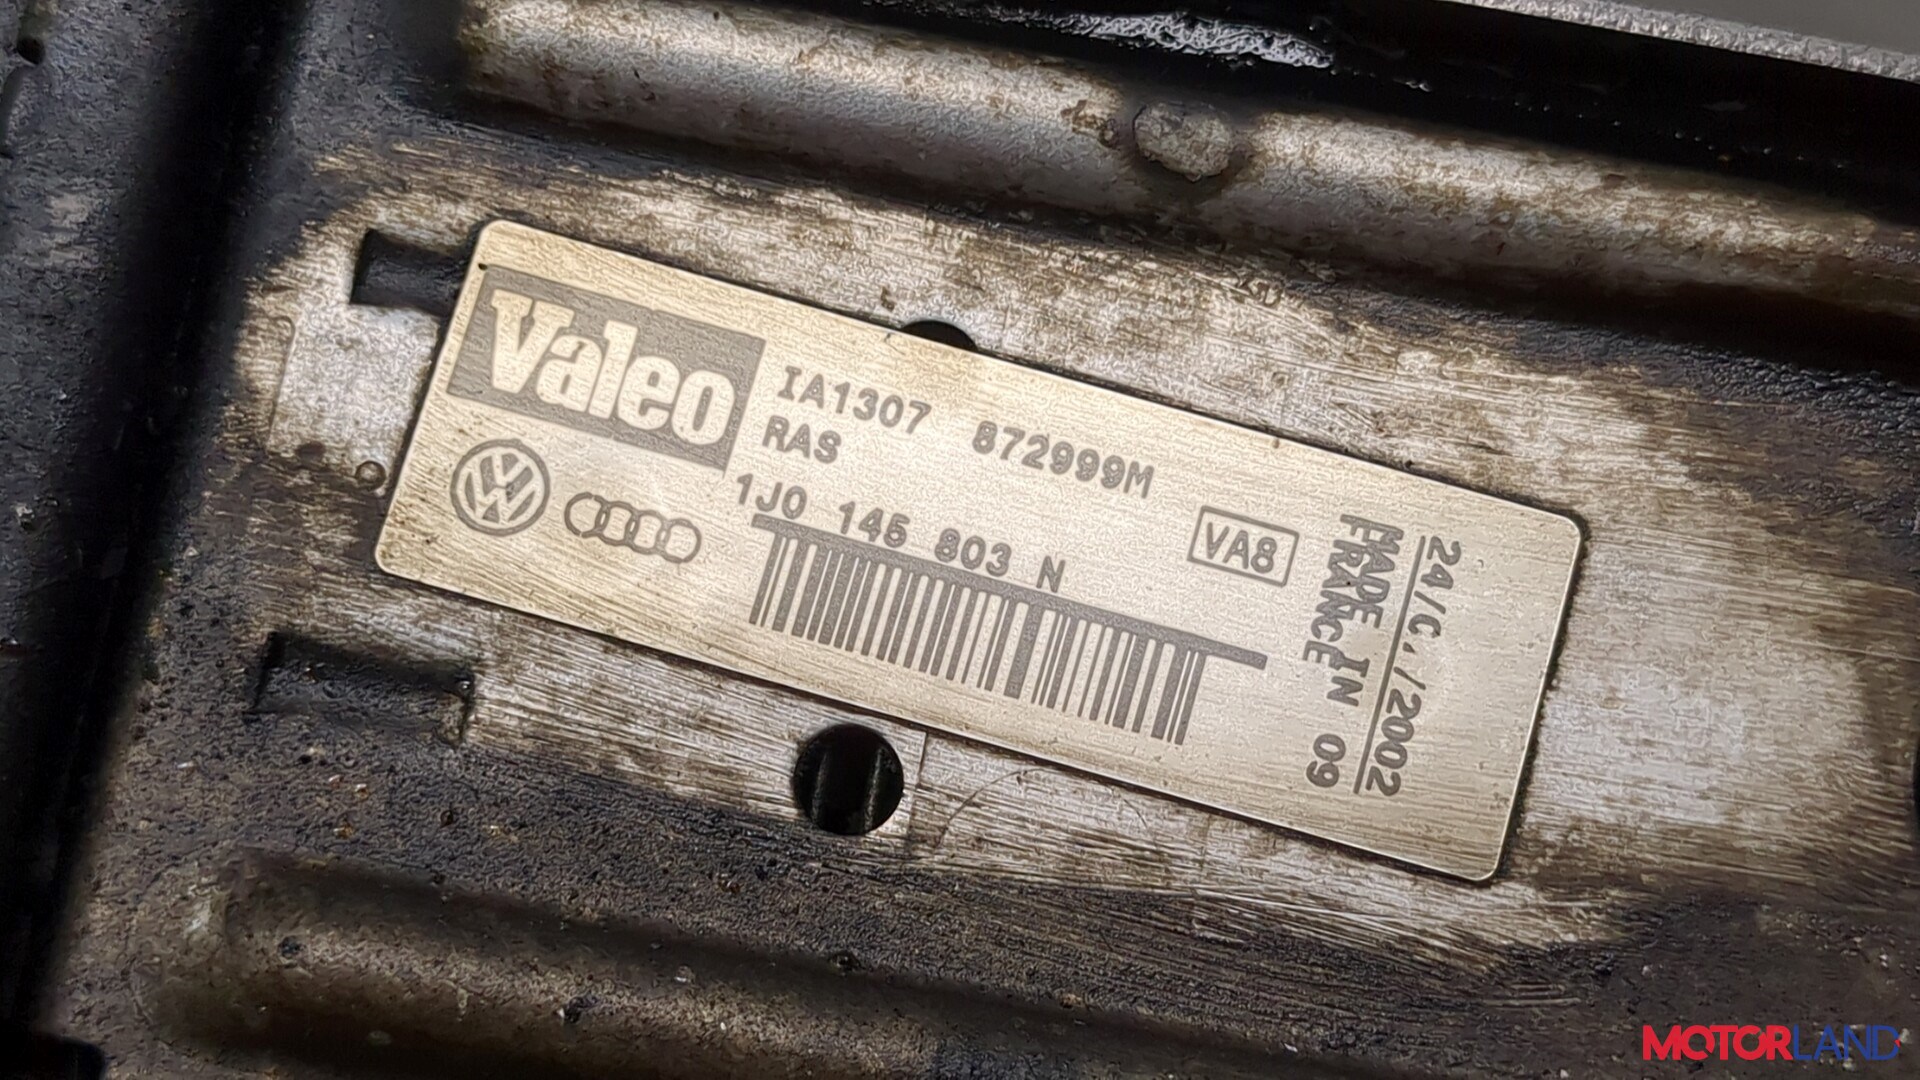 Valeo
IA1307 872999M
RAS
1J0 145 803 N
VA8
24/C./2002
MADE IN
FRANCE 09
MOTORLAND